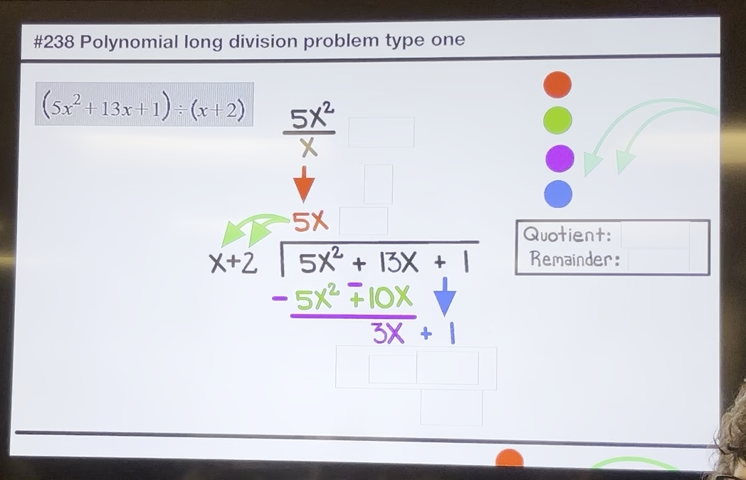 #238 Polynomial long division problem type one
(5x² + 13x + 1) ÷ (x + 2)
5X²
X
5X
X+2 5X² + 13X + 1
- 5X² + 10X
3X + 1
Quotient:
Remainder: